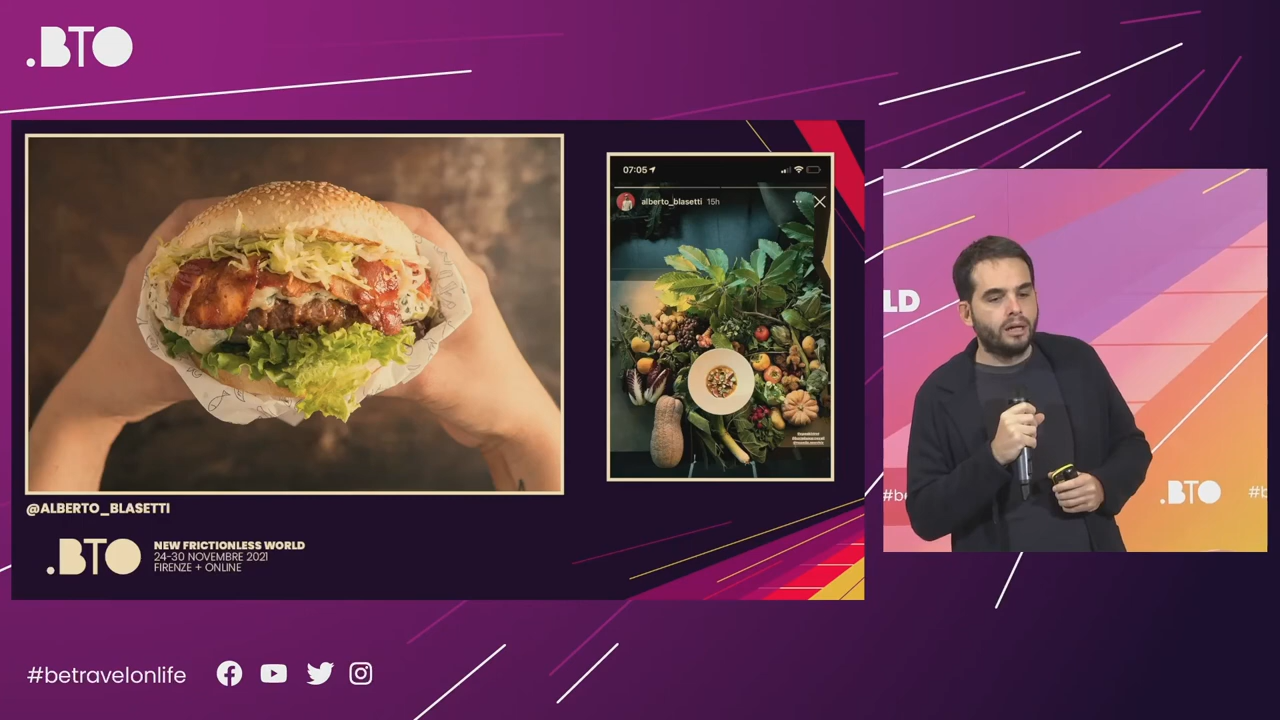 .BTO
07:05
alberto_blasetti 15h
@ALBERTO_BLASETTI
.BTO
NEW FRICTIONLESS WORLD
24-30 NOVEMBRE 2021
FIRENZE + ONLINE
LD
#be
.BTO
#b
#betravelonlife